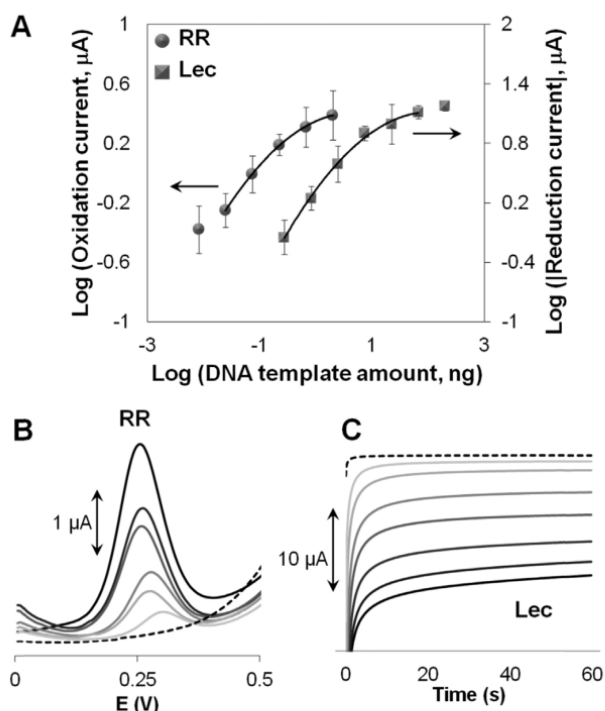 A
RR
Lec
Log (Oxidation current, µA)
1
0.6
0.2
-0.2
-0.6
-1
2
1.4
0.8
0.2
-0.4
-1
Log (|Reduction current|, µA)
-3
-1
1
3
Log (DNA template amount, ng)
B
RR
1 µA
0
0.25
0.5
E (V)
C
10 µA
Lec
0
20
40
60
Time (s)